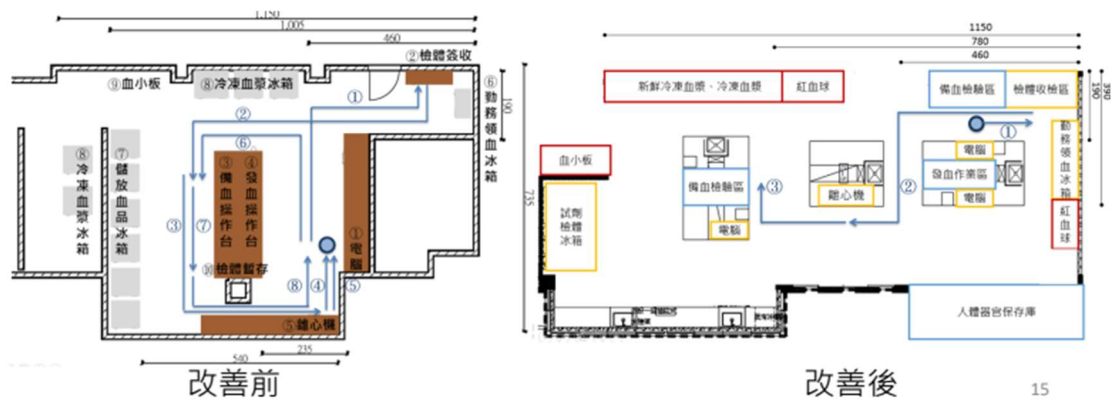 1,150
1,005
460
②檢體簽收
⑨血小板
⑧冷凍血漿冰箱
⑥勤務領血冰箱
190
①
②
⑥
⑧冷凍血漿冰箱
⑦儲放血品冰箱
③備血操作台
④發血操作台
①電腦
③
⑦
⑩檢體暫存
⑧
④
⑤
⑤離心機
235
540
改善前
1150
780
460
新鮮冷凍血漿、冷凍血漿
紅血球
備血檢驗區
檢體收檢區
190
390
①
勤務領血冰箱
電腦
血小板
發血作業區
備血檢驗區
③
離心機
②
電腦
紅血球
735
試劑檢體冰箱
電腦
人體器官保存庫
改善後
15